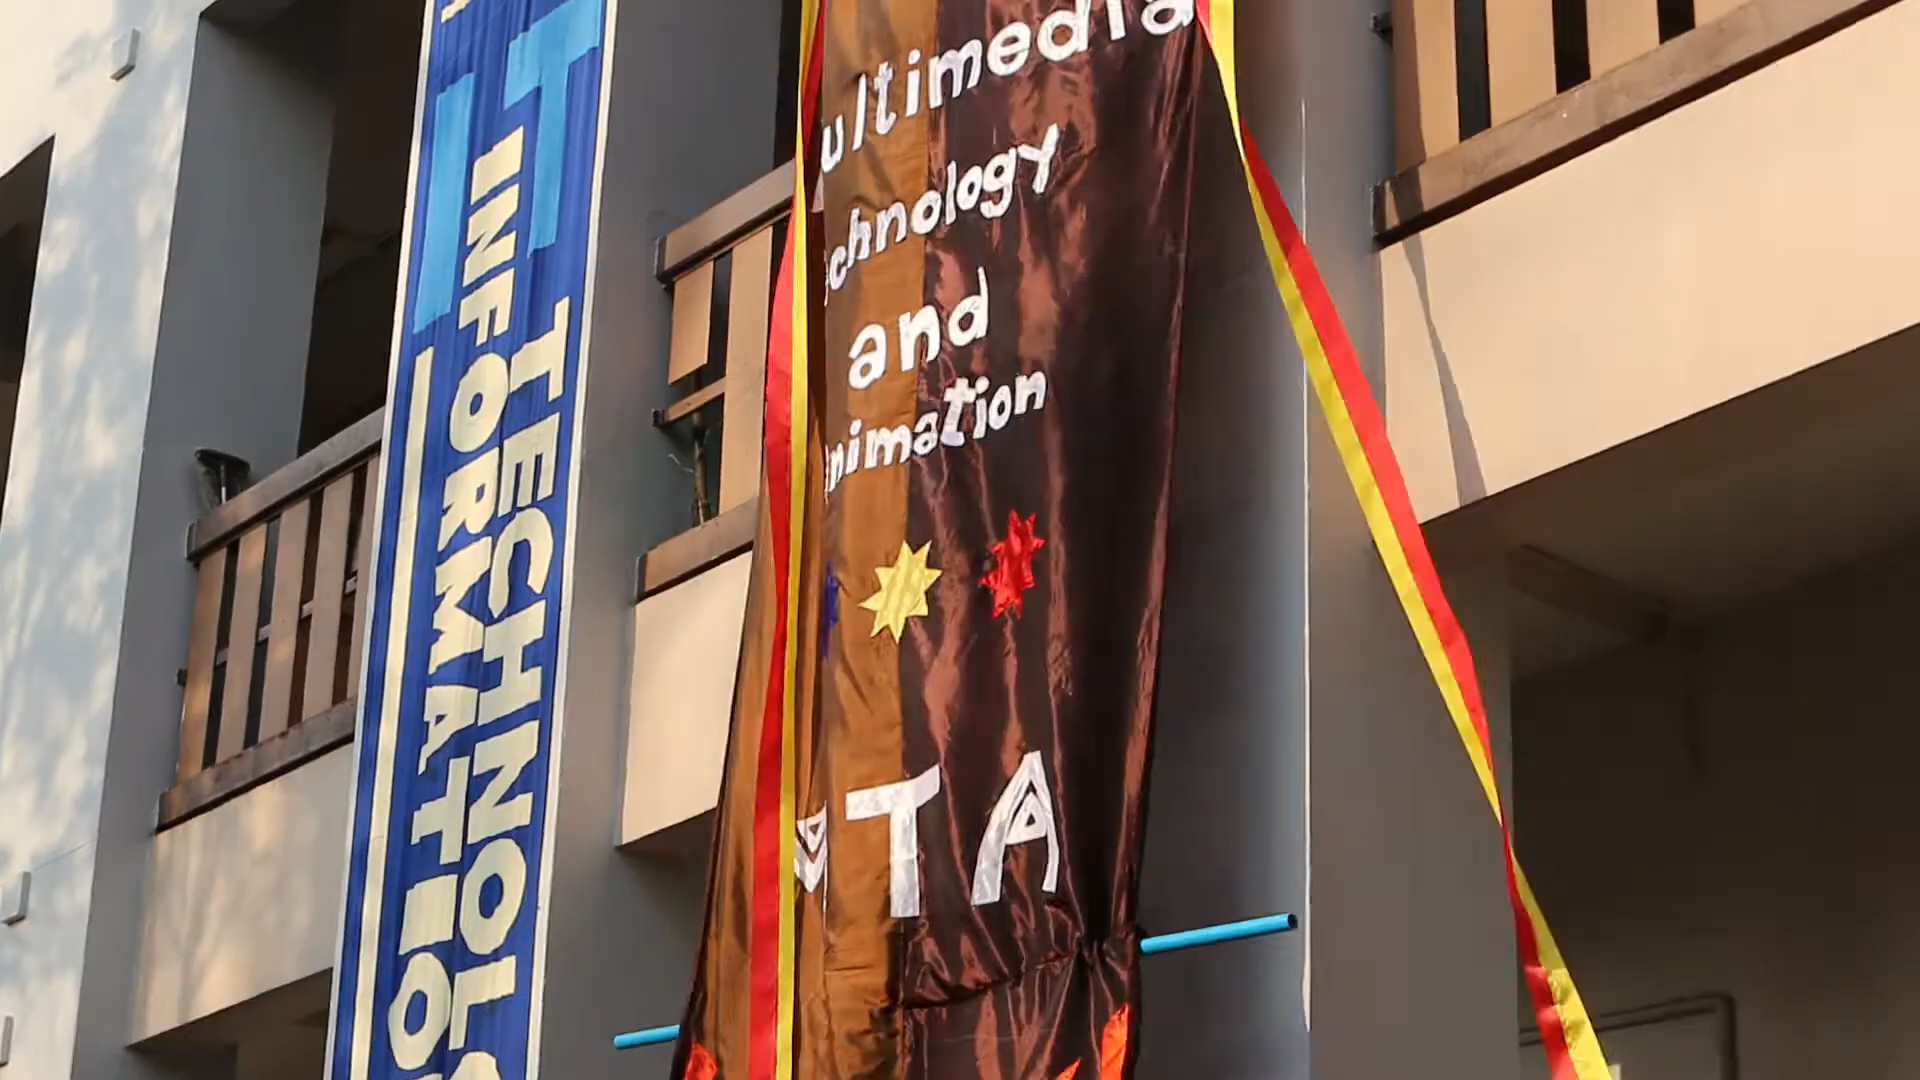 IT
INFORMATIO
TECHNOLO
ultimedia
chnology
and
nimation
TA